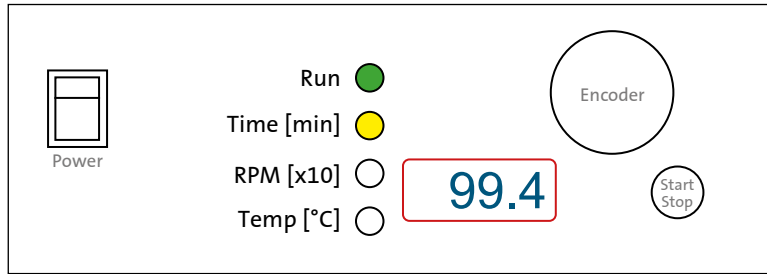 Power
Run
Time [min]
RPM [x10]
Temp [°C]
99.4
Encoder
Start
Stop